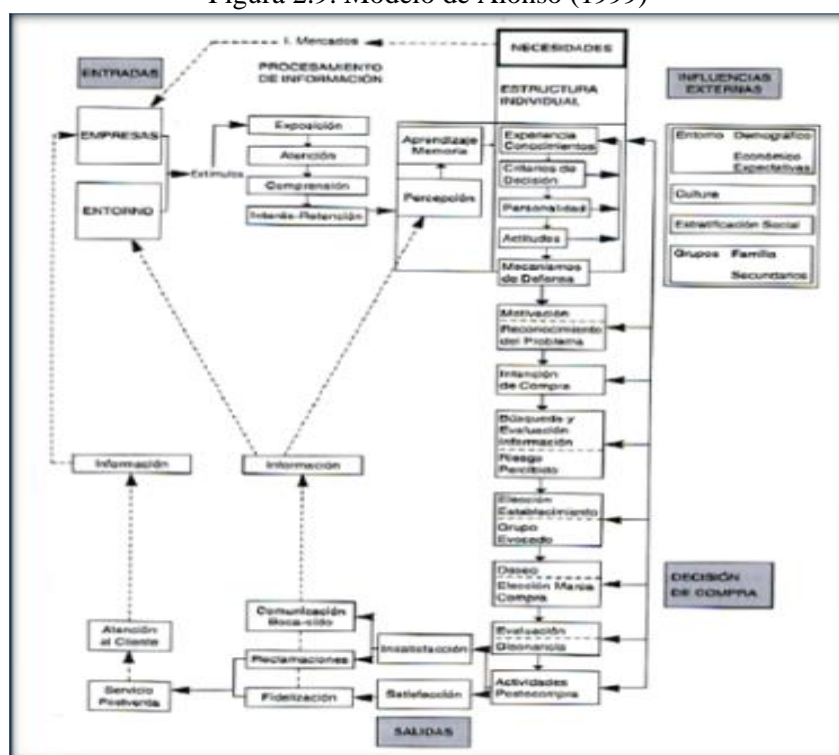 Figura 2.9. Modelo de Alonso (1999)
I. Mercados
NECESIDADES
ENTRADAS
PROCESAMIENTO
DE INFORMACIÓN
ESTRUCTURA
INDIVIDUAL
INFLUENCIAS
EXTERNAS
EMPRESAS
ENTORNO
Estímulos
Exposición
Atención
Comprensión
Interés-Retención
Aprendizaje
Memoria
Percepción
Experiencia
Conocimientos
Criterios de
Decisión
Personalidad
Actitudes
Mecanismos
de Defensa
Entorno Demográfico
Económico
Expectativas
Cultura
Estratificación Social
Grupos Familia
Secundarios
Motivación
Reconocimiento
del Problema
Intención
de Compra
Búsqueda y
Evaluación
Información
Riesgo
Percibido
Información
Información
Elección
Establecimiento
Grupo
Evocado
Deseo
Elección Marca
Compra
DECISIÓN
DE COMPRA
Evaluación
Disonancia
Actividades
Postcompra
Comunicación
Boca-oído
Insatisfacción
Reclamaciones
Fidelización
Satisfacción
Atención
al Cliente
Servicio
Postventa
SALIDAS